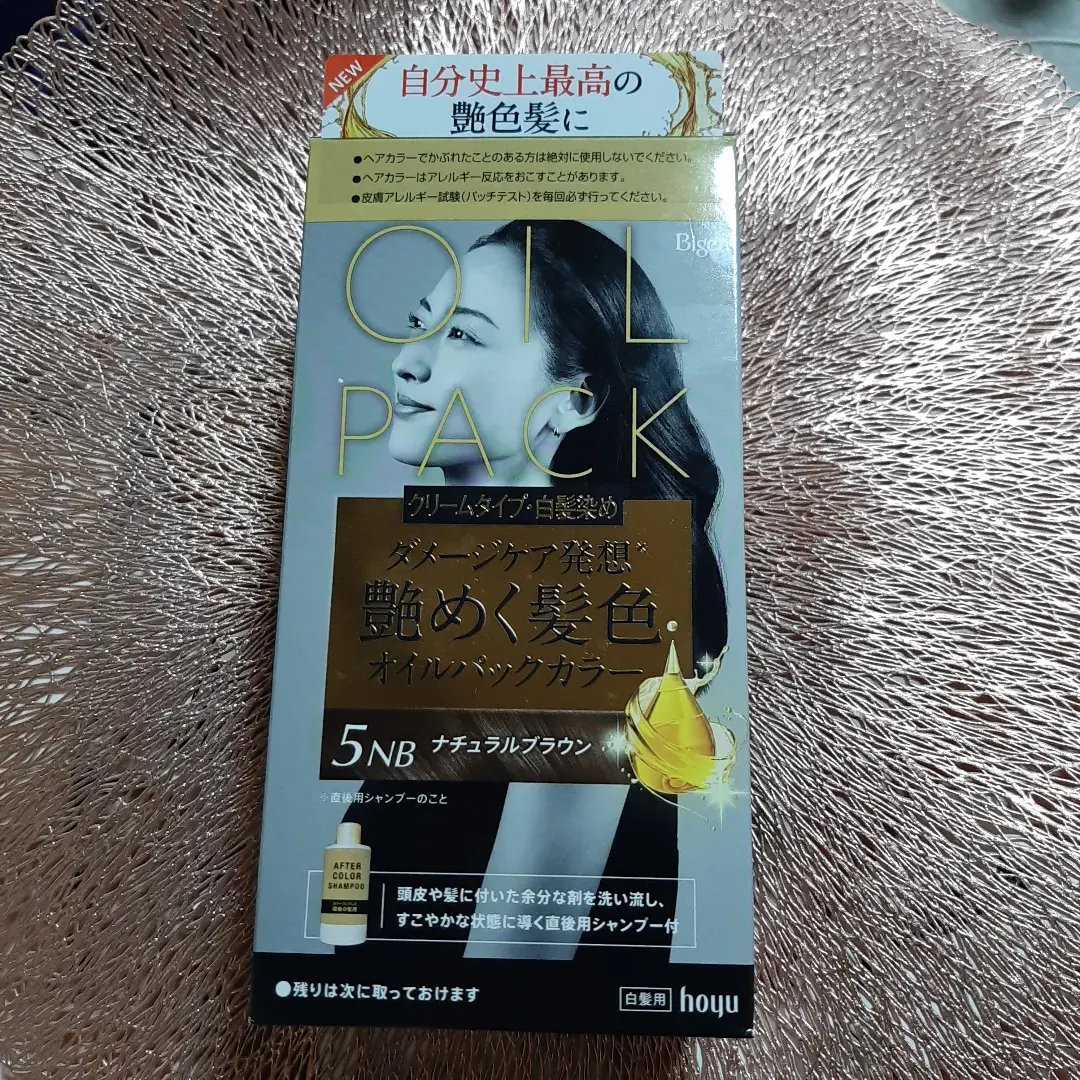 NEW
自分史上最高の
艶色髪に
●ヘアカラーでかぶれたことのある方は絶対に使用しないでください。
●ヘアカラーはアレルギー反応をおこすことがあります。
●皮膚アレルギー試験(パッチテスト)を毎回必ず行ってください。
Bigen
OIL
PACK
クリームタイプ・白髪染め
ダメージケア発想※
艶めく髪色
オイルパックカラー
5NB ナチュラルブラウン
※直後用シャンプーのこと
AFTER
COLOR
SHAMPOO
頭皮や髪に付いた余分な剤を洗い流し、
すこやかな状態に導く直後用シャンプー付
●残りは次に取っておけます
白髪用 hoyu